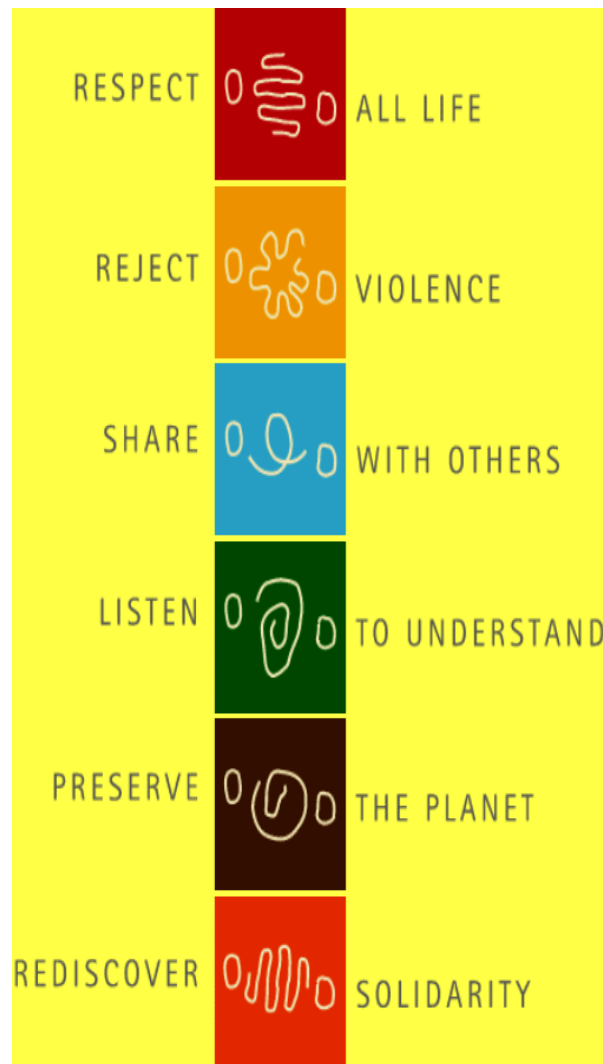 RESPECT ALL LIFE
REJECT VIOLENCE
SHARE WITH OTHERS
LISTEN TO UNDERSTAND
PRESERVE THE PLANET
REDISCOVER SOLIDARITY